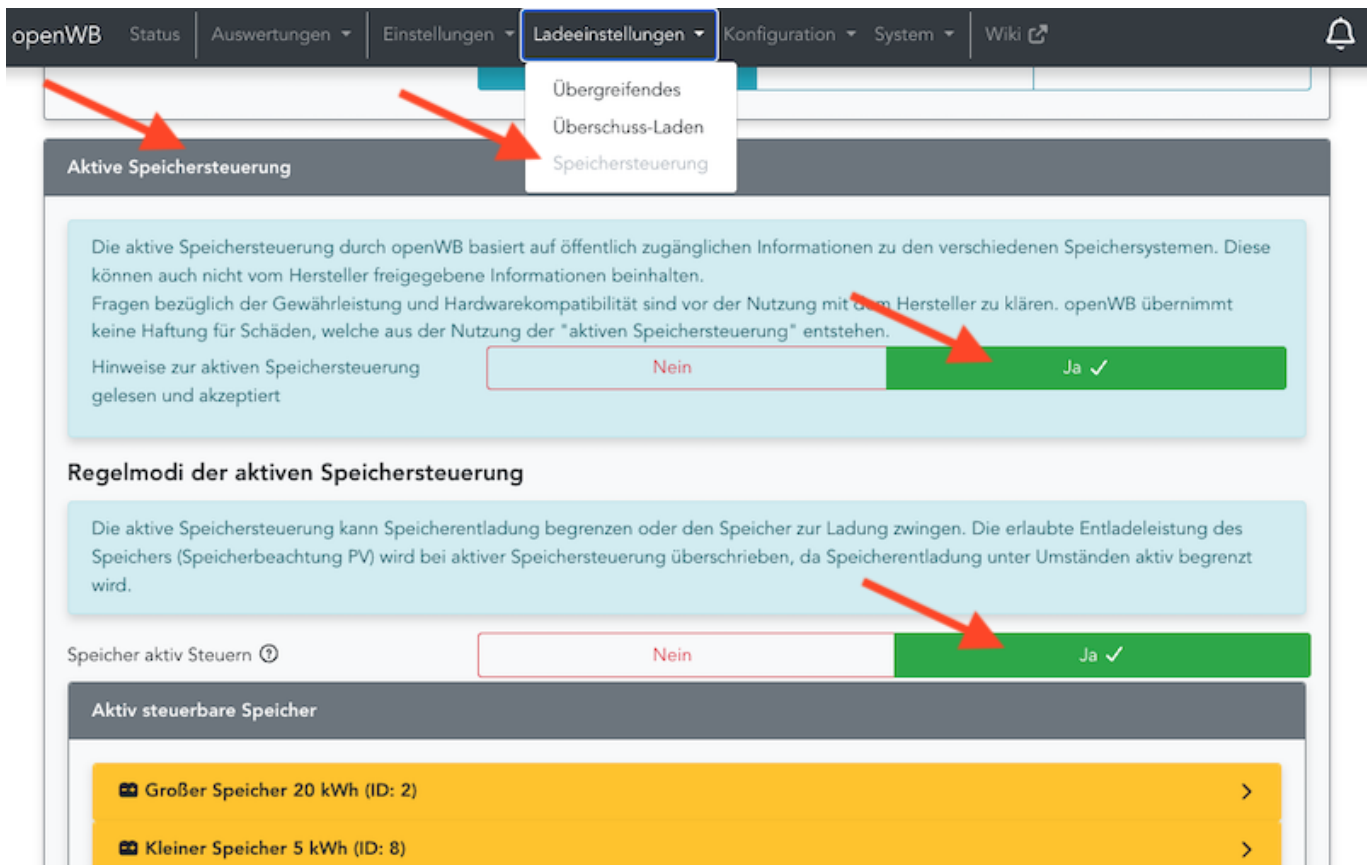 openWB Status Auswertungen Einstellungen Ladeeinstellungen Konfiguration System Wiki
Übergreifendes
Überschuss-Laden
Speichersteuerung
Aktive Speichersteuerung
Die aktive Speichersteuerung durch openWB basiert auf öffentlich zugänglichen Informationen zu den verschiedenen Speichersystemen. Diese
können auch nicht vom Hersteller freigegebene Informationen beinhalten.
Fragen bezüglich der Gewährleistung und Hardwarekompatibilität sind vor der Nutzung mit dem Hersteller zu klären. openWB übernimmt
keine Haftung für Schäden, welche aus der Nutzung der "aktiven Speichersteuerung" entstehen.
Hinweise zur aktiven Speichersteuerung Nein Ja ✓
gelesen und akzeptiert
Regelmodi der aktiven Speichersteuerung
Die aktive Speichersteuerung kann Speicherentladung begrenzen oder den Speicher zur Ladung zwingen. Die erlaubte Entladeleistung des
Speichers (Speicherbeachtung PV) wird bei aktiver Speichersteuerung überschrieben, da Speicherentladung unter Umständen aktiv begrenzt
wird.
Speicher aktiv Steuern ? Nein Ja ✓
Aktiv steuerbare Speicher
Großer Speicher 20 kWh (ID: 2)
Kleiner Speicher 5 kWh (ID: 8)